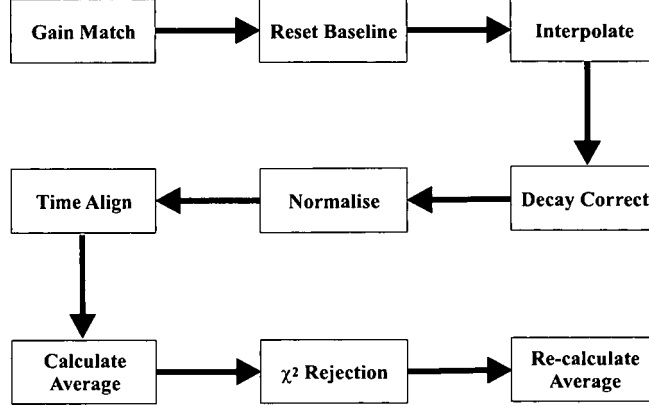 Gain Match
Reset Baseline
Interpolate
Decay Correct
Normalise
Time Align
Calculate
Average
χ² Rejection
Re-calculate
Average